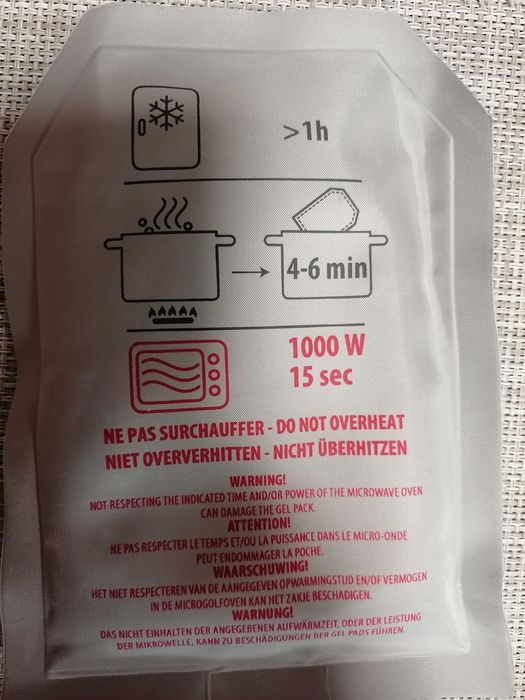 >1h
4-6 min
1000 W
15 sec
NE PAS SURCHAUFFER - DO NOT OVERHEAT
NIET OVERVERHITTEN - NICHT ÜBERHITZEN
WARNING!
NOT RESPECTING THE INDICATED TIME AND/OR POWER OF THE MICROWAVE OVEN
CAN DAMAGE THE GEL PACK.
ATTENTION!
NE PAS RESPECTER LE TEMPS ET/OU LA PUISSANCE DANS LE MICRO-ONDE
PEUT ENDOMMAGER LA POCHE.
WAARSCHUWING!
HET NIET RESPECTEREN VAN DE AANGEGEVEN OPWARMINGSTIJD EN/OF VERMOGEN
IN DE MICROGOLFOVEN KAN HET ZAKJE BESCHADIGEN.
WARNUNG!
DAS NICHT EINHALTEN DER ANGEGEBENEN AUFWÄRMZEIT, ODER DER LEISTUNG
DER MIKROWELLE, KANN ZU BESCHÄDIGUNGEN DER GEL PADS FÜHREN.